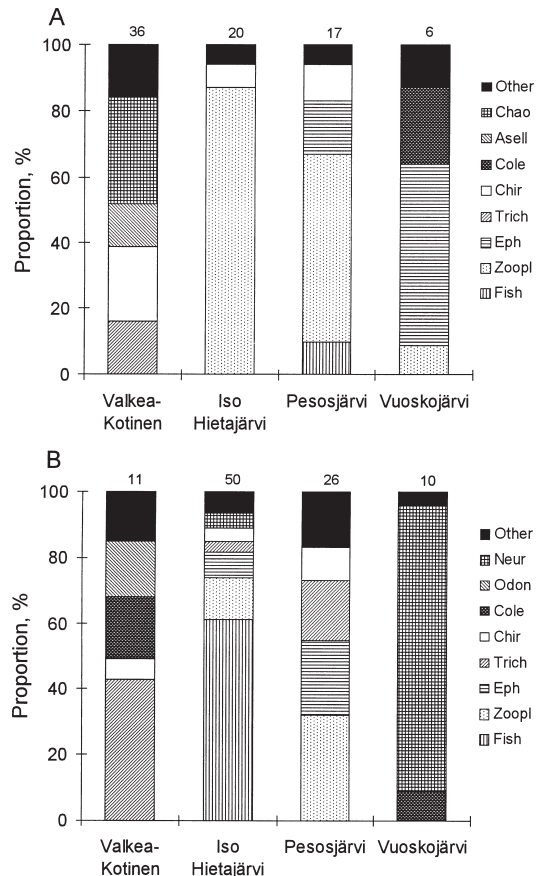 A
36 20 17 6
100
80
60
40
20
0
Proportion, %
Other
Chao
Asell
Cole
Chir
Trich
Eph
Zoopl
Fish
Valkea- Iso Pesosjärvi Vuoskojärvi
Kotinen Hietajärvi
B
11 50 26 10
100
80
60
40
20
0
Proportion, %
Other
Neur
Odon
Cole
Chir
Trich
Eph
Zoopl
Fish
Valkea- Iso Pesosjärvi Vuoskojärvi
Kotinen Hietajärvi